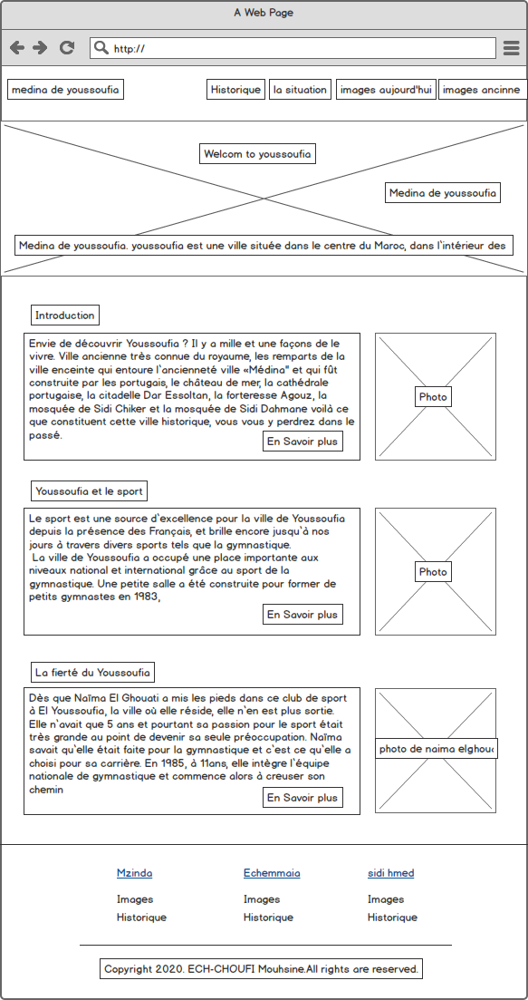 A Web Page
http://
medina de youssoufia
Historique
la situation
images aujourd'hui
images ancinne
Welcom to youssoufia
Medina de youssoufia
Medina de youssoufia. youssoufia est une ville située dans le centre du Maroc, dans l`intérieur des
Introduction
Envie de découvrir Youssoufia ? Il y a mille et une façons de le
vivre. Ville ancienne très connue du royaume, les remparts de la
ville enceinte qui entoure l`ancienneté ville «Médina" et qui fût
construite par les portugais, le château de mer, la cathédrale
portugaise, la citadelle Dar Essoltan, la forteresse Agouz, la
mosquée de Sidi Chiker et la mosquée de Sidi Dahmane voilà ce
que constituent cette ville historique, vous vous y perdrez dans le
passé.
En Savoir plus
Photo
Youssoufia et le sport
Le sport est une source d`excellence pour la ville de Youssoufia
depuis la présence des Français, et brille encore jusqu`à nos
jours à travers divers sports tels que la gymnastique.
La ville de Youssoufia a occupé une place importante aux
niveaux national et international grâce au sport de la
gymnastique. Une petite salle a été construite pour former de
petits gymnastes en 1983,
En Savoir plus
Photo
La fierté du Youssoufia
Dès que Naïma El Ghouati a mis les pieds dans ce club de sport
à El Youssoufia, la ville où elle réside, elle n`en est plus sortie.
Elle n`avait que 5 ans et pourtant sa passion pour le sport était
très grande au point de devenir sa seule préoccupation. Naïma
savait qu`elle était faite pour la gymnastique et c`est ce qu`elle a
choisi pour sa carrière. En 1985, à 11ans, elle intègre l`équipe
nationale de gymnastique et commence alors à creuser son
chemin
En Savoir plus
photo de naima elghoua
Mzinda
Echemmaia
sidi hmed
Images
Images
Images
Historique
Historique
Historique
Copyright 2020. ECH-CHOUFI Mouhsine.All rights are reserved.